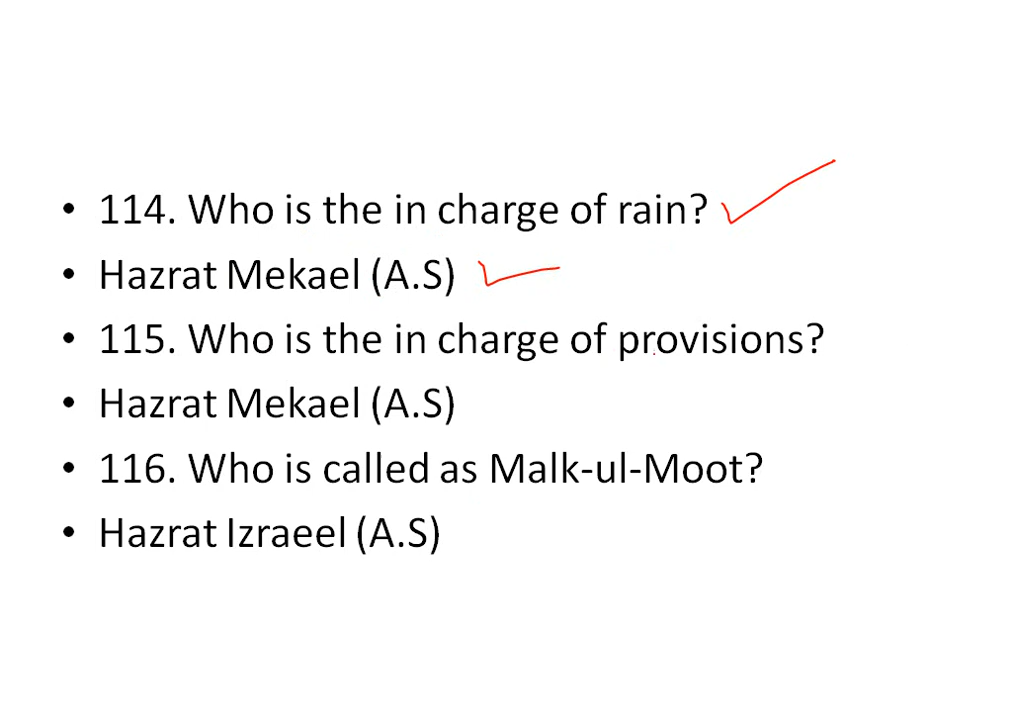 • 114. Who is the in charge of rain?
• Hazrat Mekael (A.S)
• 115. Who is the in charge of provisions?
• Hazrat Mekael (A.S)
• 116. Who is called as Malk-ul-Moot?
• Hazrat Izraeel (A.S)